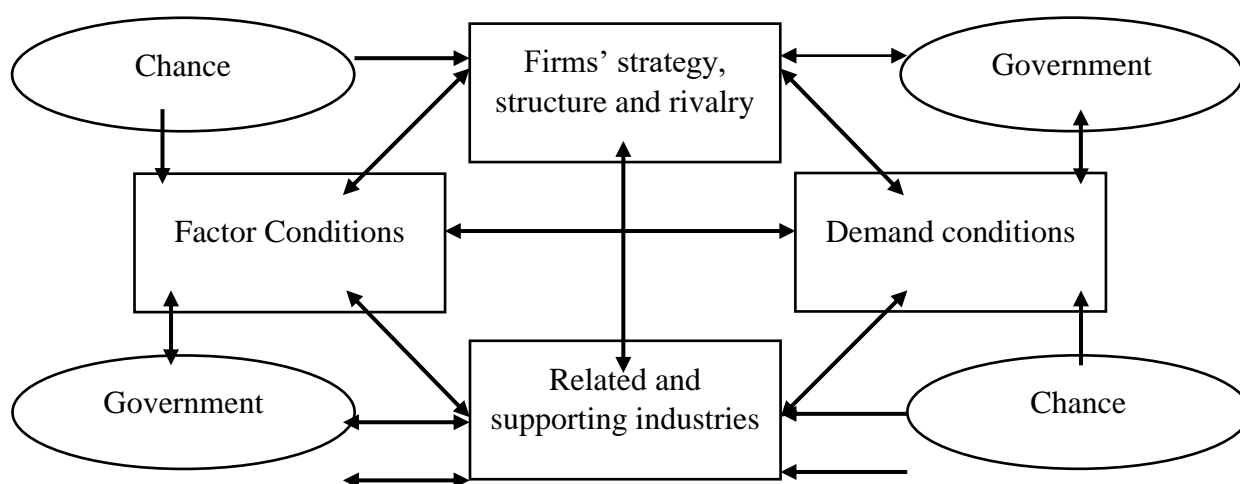 Chance
Firms’ strategy,
structure and rivalry
Government
Factor Conditions
Demand conditions
Government
Related and
supporting industries
Chance